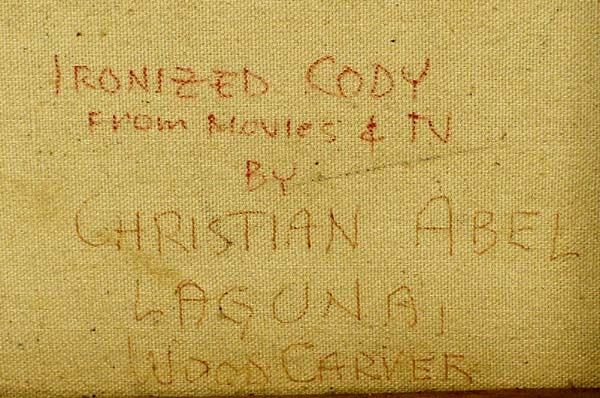 IRONIZED CODY
FROM MOVIES & TV
BY
CHRISTIAN ABEL
LAGUNA,
WOOD CARVER